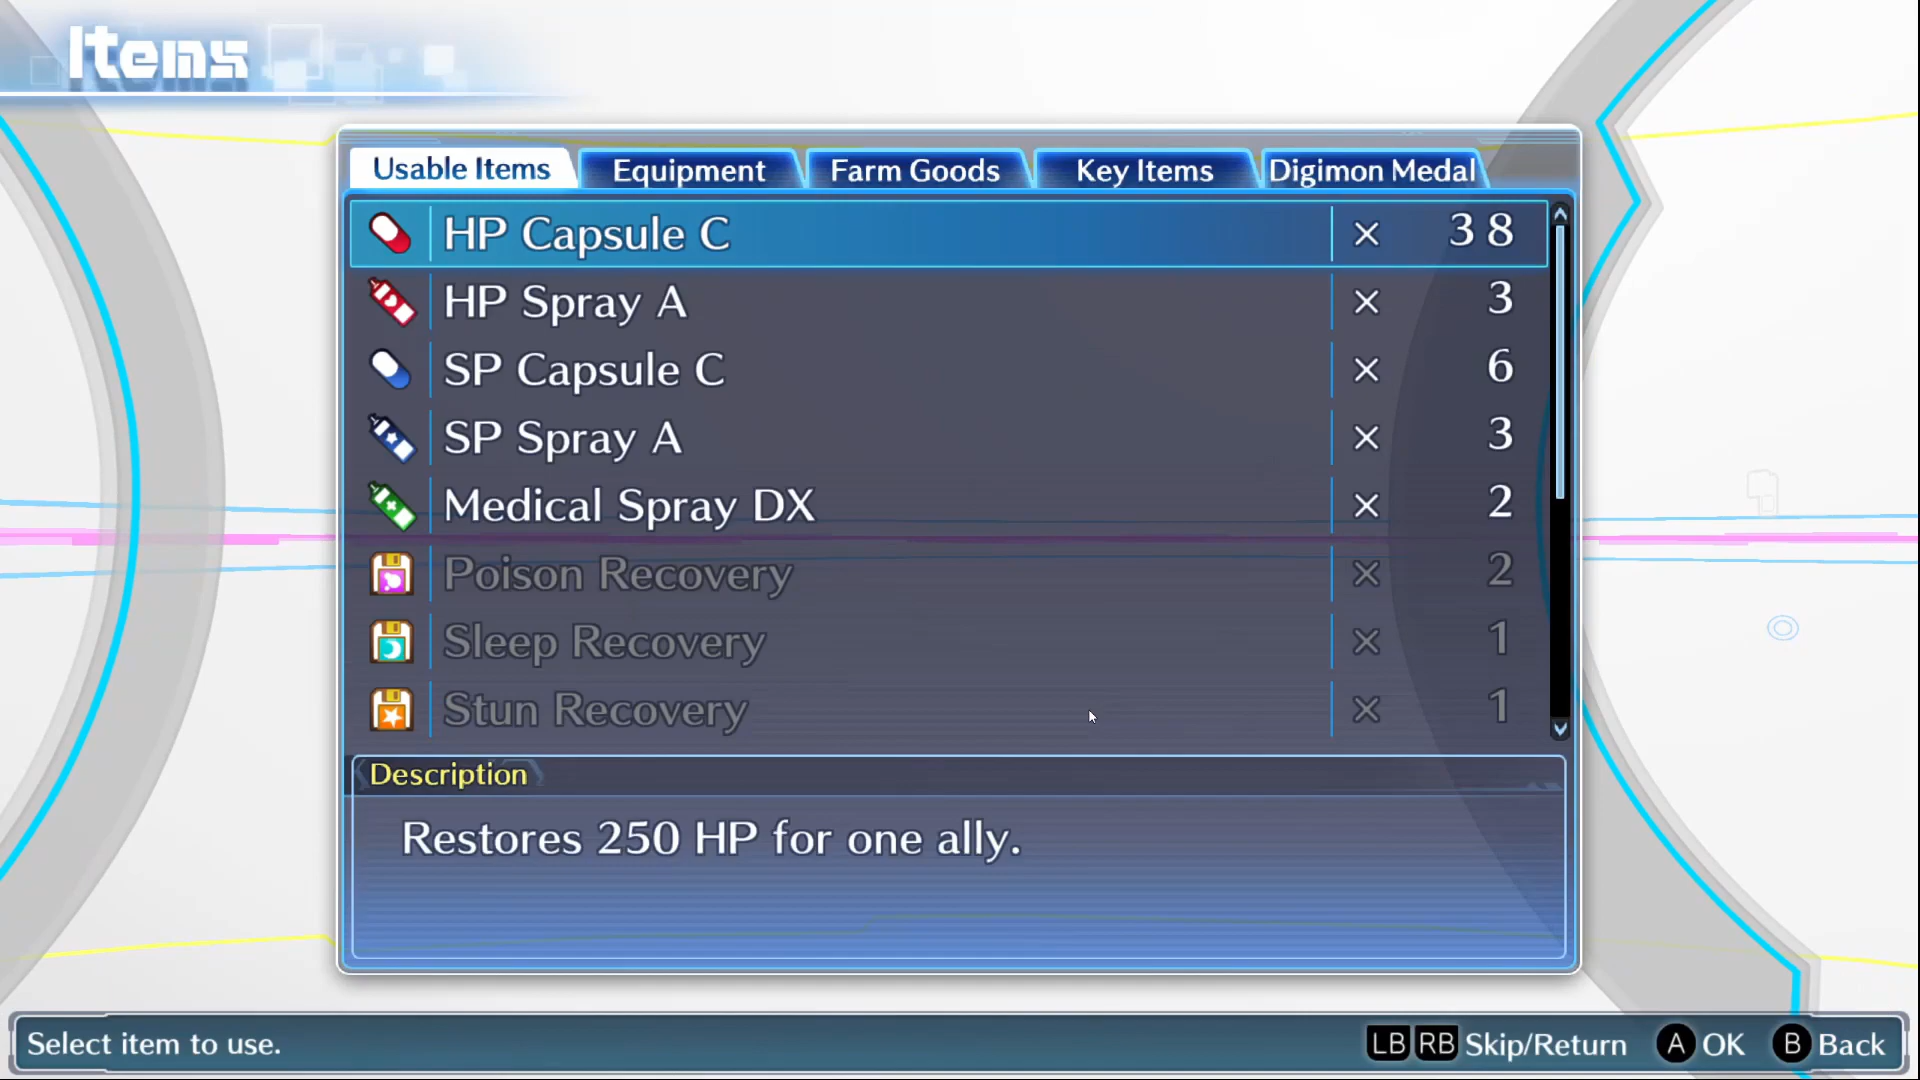 Items
Usable Items Equipment Farm Goods Key Items Digimon Medal
HP Capsule C × 38
HP Spray A × 3
SP Capsule C × 6
SP Spray A × 3
Medical Spray DX × 2
Poison Recovery × 2
Sleep Recovery × 1
Stun Recovery × 1
Description
Restores 250 HP for one ally.
Select item to use. LB RB Skip/Return A OK B Back